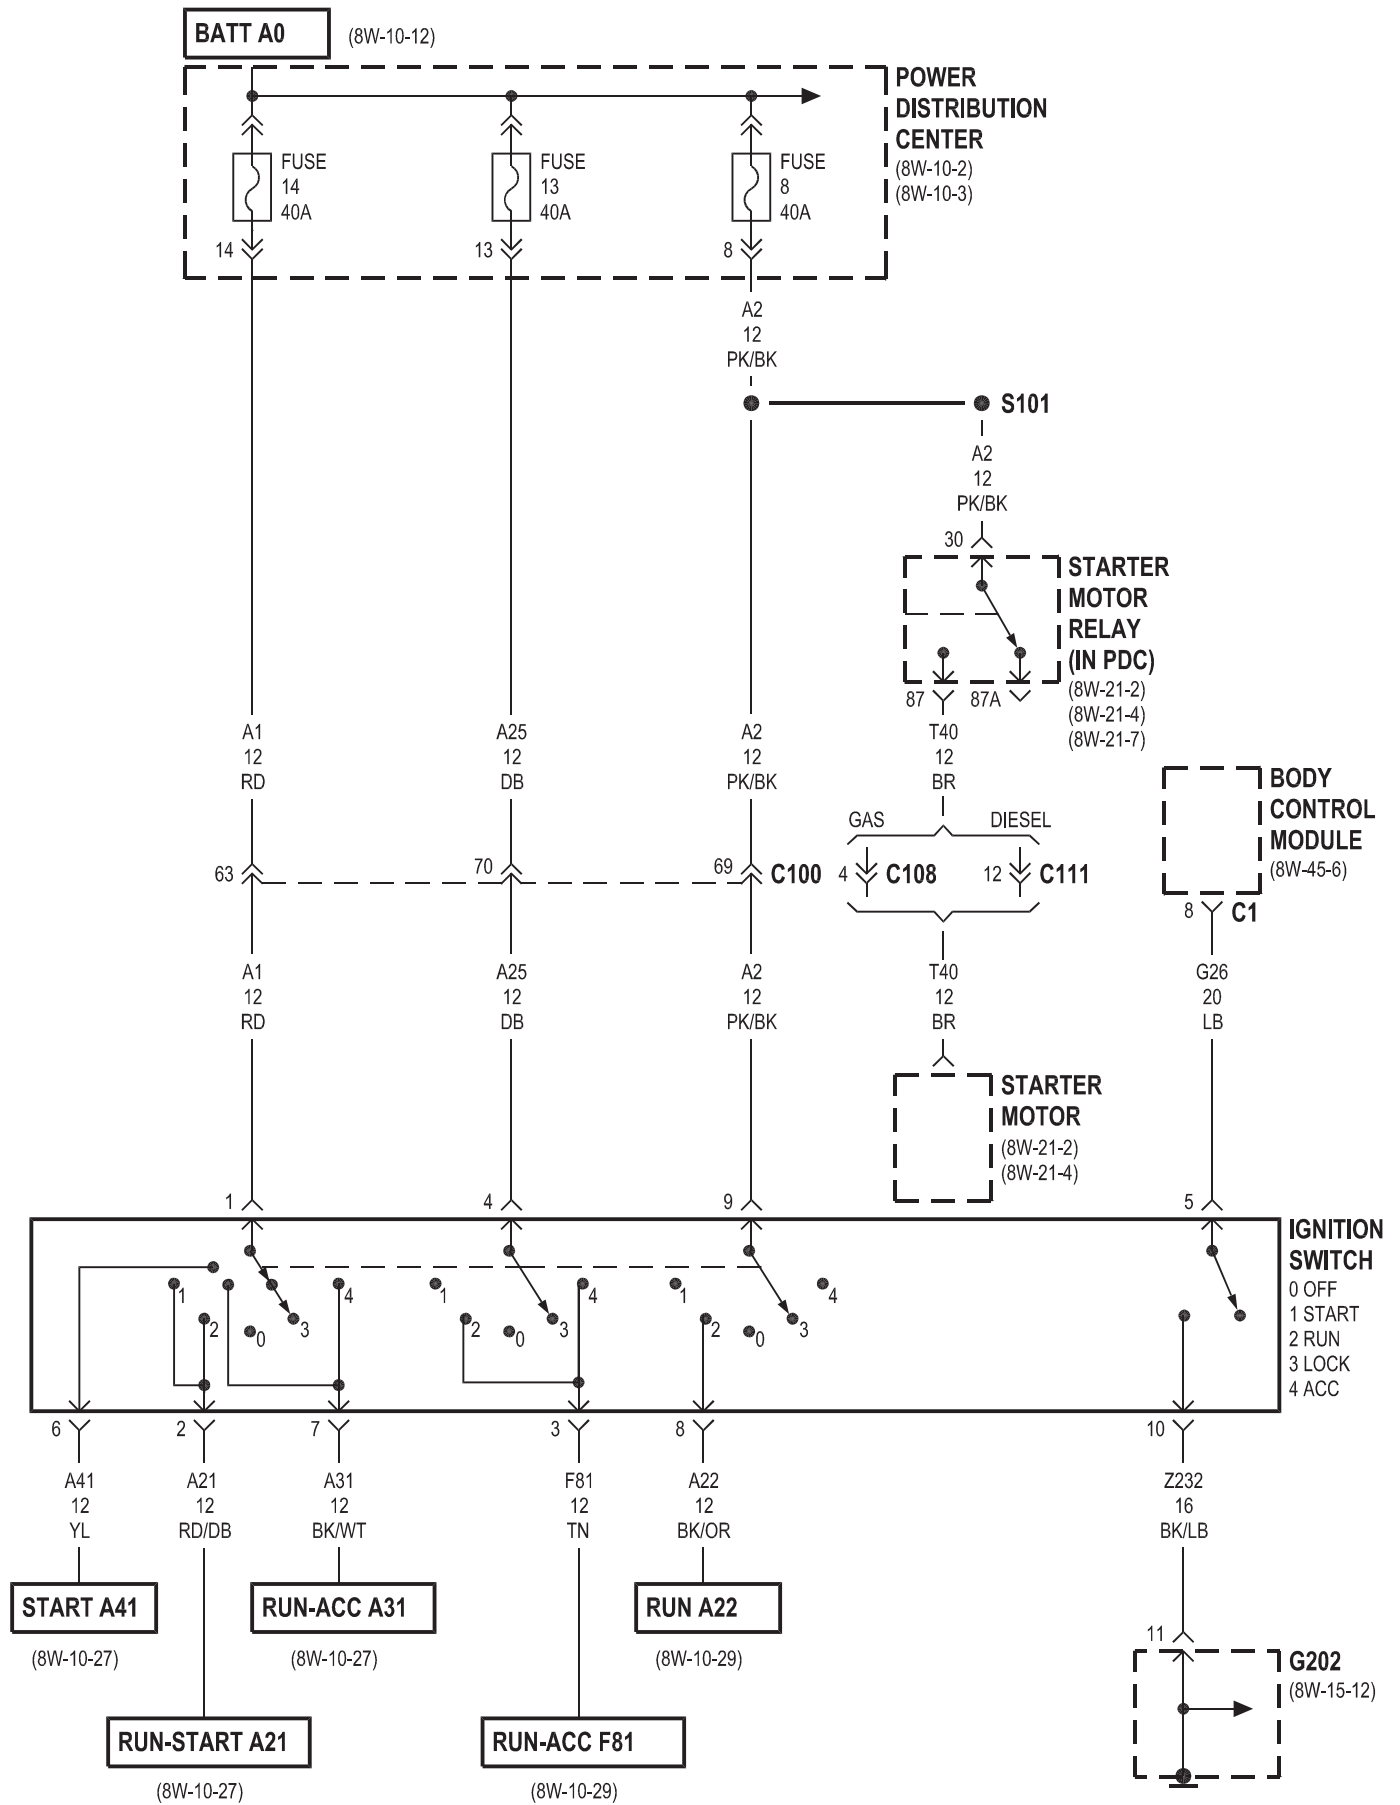 BATT A0
(8W-10-12)
POWER
DISTRIBUTION
CENTER
(8W-10-2)
(8W-10-3)
FUSE
14
40A
FUSE
13
40A
FUSE
8
40A
14
13
8
A2
12
PK/BK
S101
A2
12
PK/BK
30
STARTER
MOTOR
RELAY
(IN PDC)
(8W-21-2)
(8W-21-4)
(8W-21-7)
87
87A
A1
12
RD
A25
12
DB
A2
12
PK/BK
T40
12
BR
BODY
CONTROL
MODULE
(8W-45-6)
GAS
DIESEL
63
70
69
C100
4
C108
12
C111
8
C1
A1
12
RD
A25
12
DB
A2
12
PK/BK
T40
12
BR
G26
20
LB
STARTER
MOTOR
(8W-21-2)
(8W-21-4)
1
4
9
5
IGNITION
SWITCH
0 OFF
1 START
2 RUN
3 LOCK
4 ACC
1
2
0
3
4
1
2
0
3
4
1
2
0
3
4
6
2
7
3
8
10
A41
12
YL
A21
12
RD/DB
A31
12
BK/WT
F81
12
TN
A22
12
BK/OR
Z232
16
BK/LB
START A41
(8W-10-27)
RUN-ACC A31
(8W-10-27)
RUN A22
(8W-10-29)
11
G202
(8W-15-12)
RUN-START A21
(8W-10-27)
RUN-ACC F81
(8W-10-29)